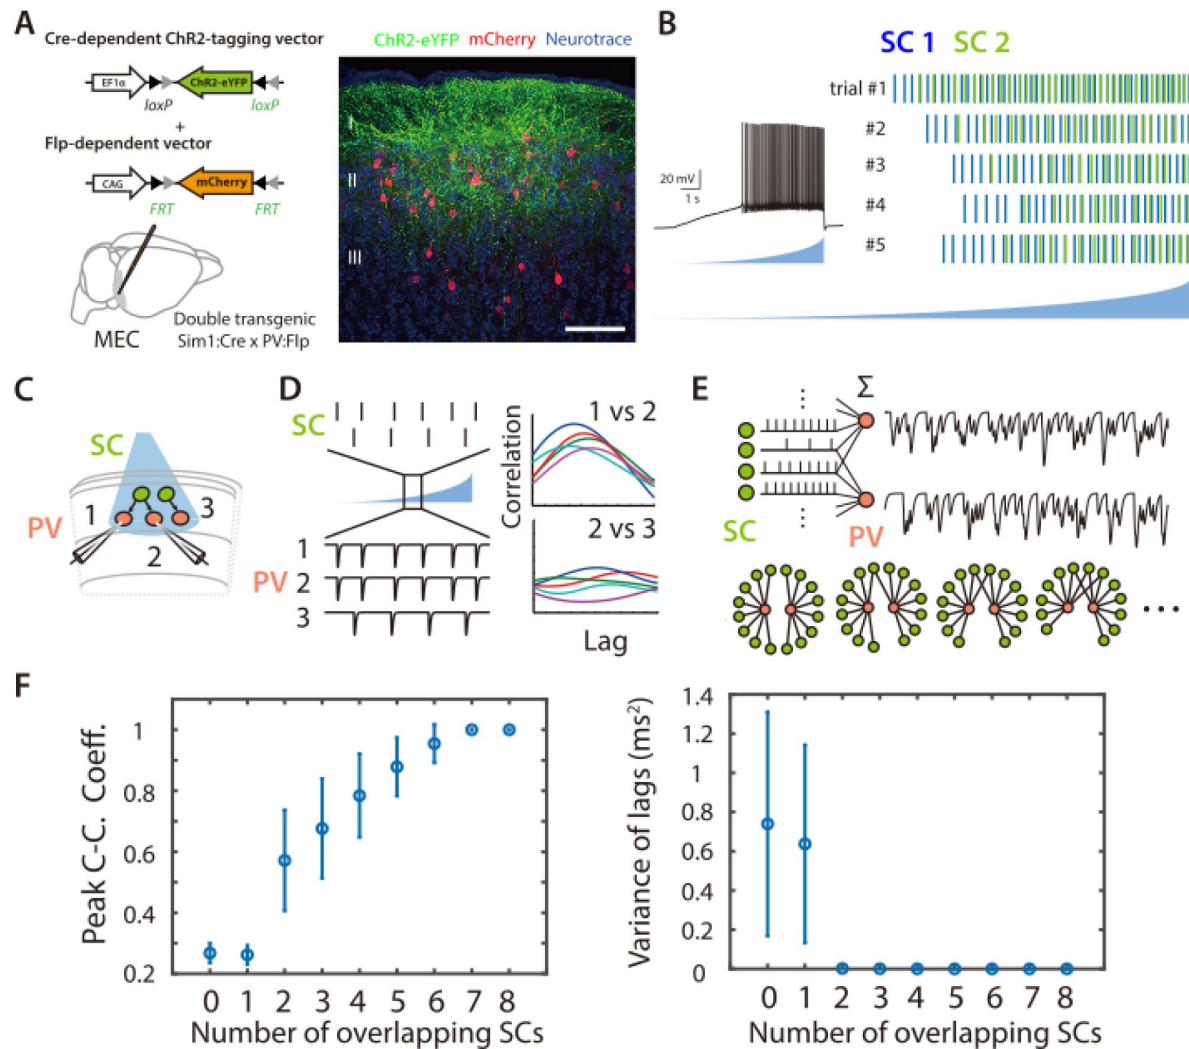 A
Cre-dependent ChR2-tagging vector
EF1α
ChR2-eYFP
loxP
loxP
+
Flp-dependent vector
CAG
mCherry
FRT
FRT
MEC
Double transgenic
Sim1:Cre x PV:Flp
ChR2-eYFP mCherry Neurotrace
I
II
III
B
SC 1 SC 2
trial #1
#2
#3
#4
#5
20 mV
1 s
C
SC
1
3
PV
2
D
SC
1
PV 2
3
Correlation
1 vs 2
2 vs 3
Lag
E
Σ
SC
PV
F
Peak C-C. Coeff.
1
0.8
0.6
0.4
0.2
0 1 2 3 4 5 6 7 8
Number of overlapping SCs
Variance of lags (ms²)
1.4
1.2
1
0.8
0.6
0.4
0.2
0
0 1 2 3 4 5 6 7 8
Number of overlapping SCs